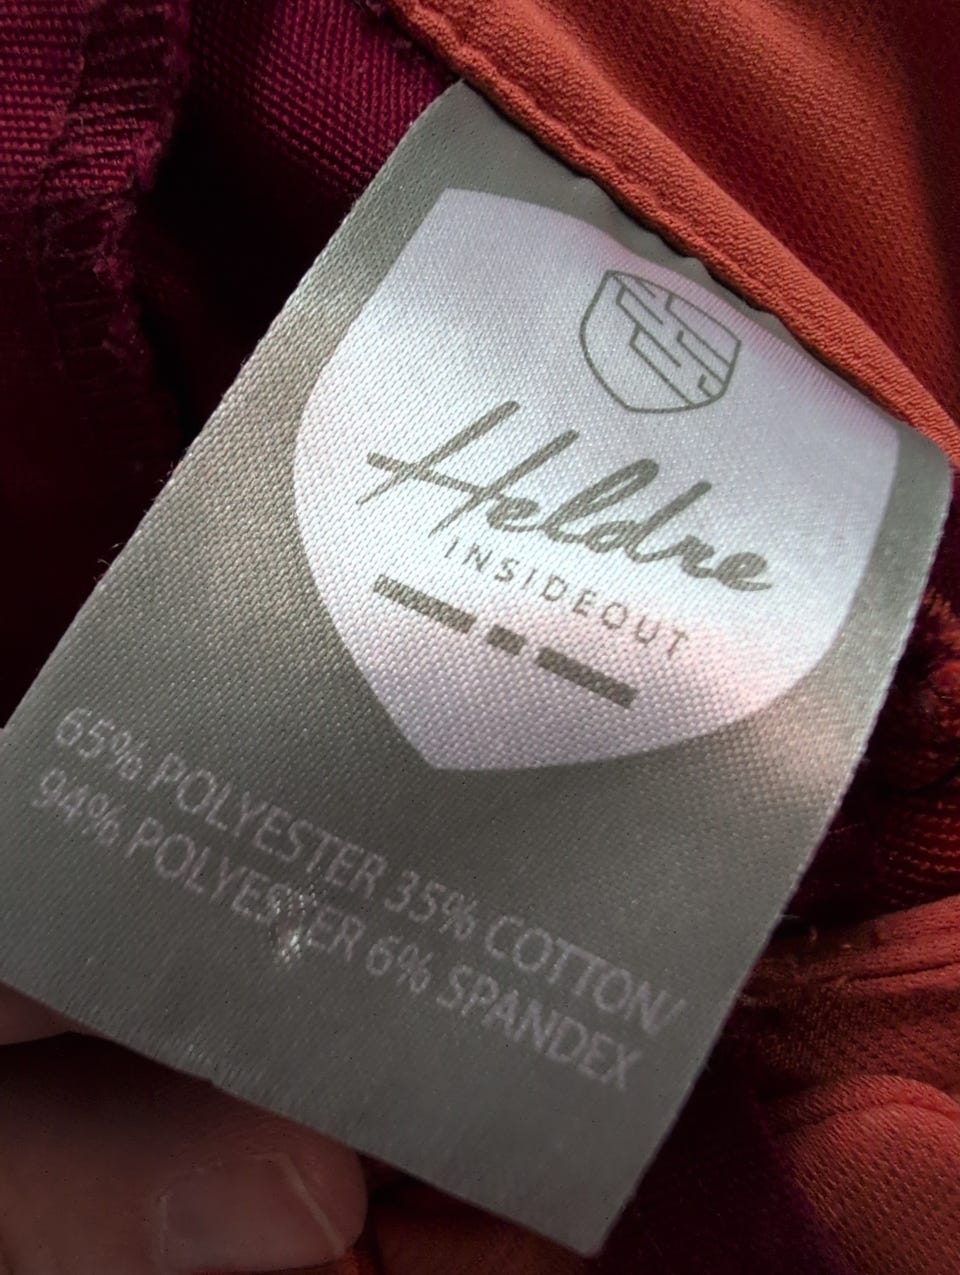 Heldre
INSIDEOUT
65% POLYESTER 35% COTTON/
94% POLYESTER 6% SPANDEX